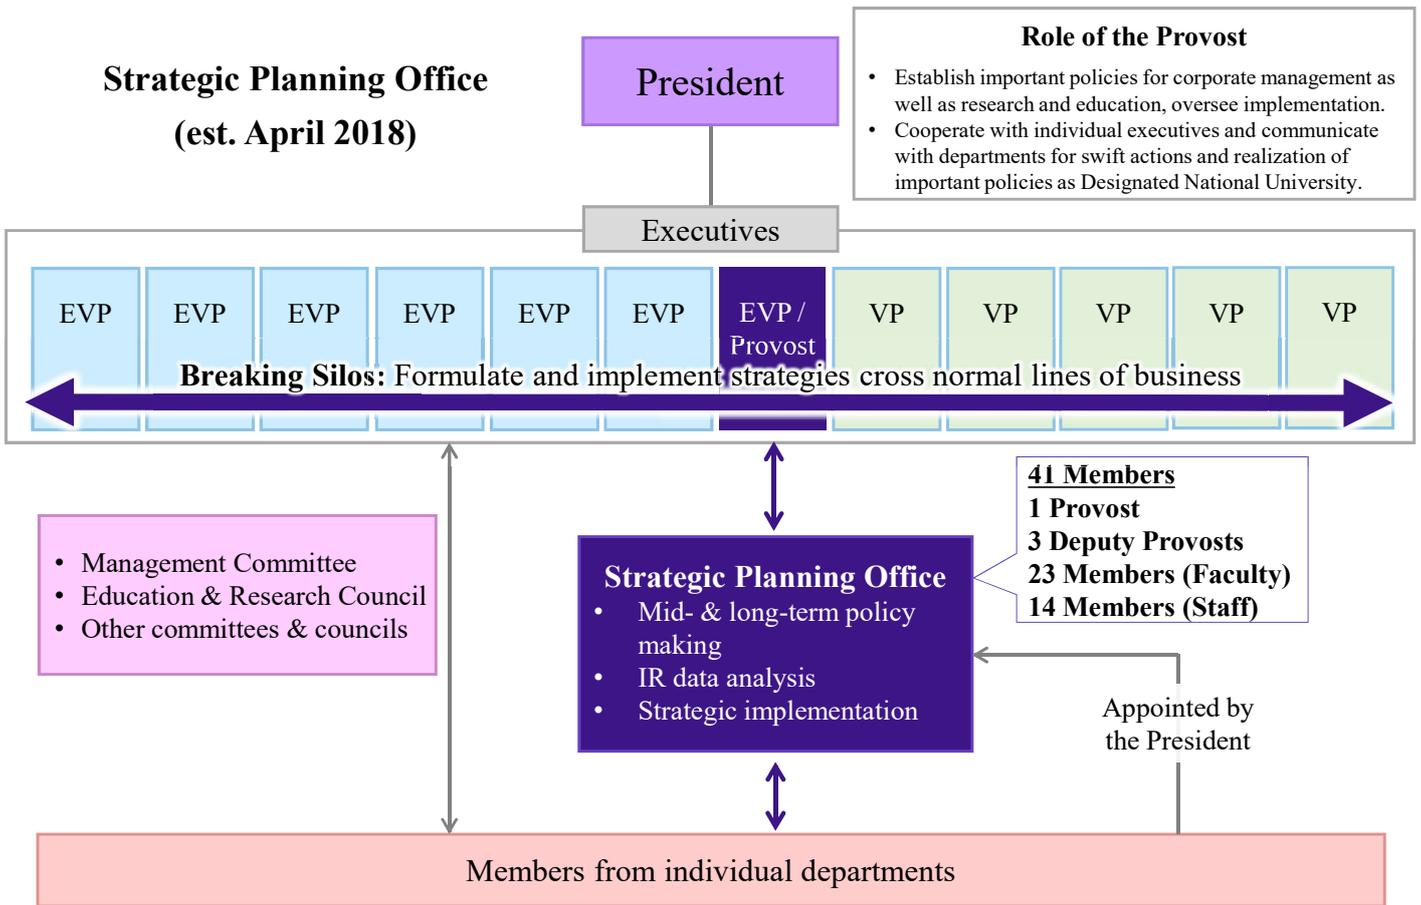 Strategic Planning Office
(est. April 2018)
President
Role of the Provost
• Establish important policies for corporate management as
well as research and education, oversee implementation.
• Cooperate with individual executives and communicate
with departments for swift actions and realization of
important policies as Designated National University.
Executives
EVP
EVP
EVP
EVP
EVP
EVP
EVP /
Provost
VP
VP
VP
VP
VP
Breaking Silos: Formulate and implement strategies cross normal lines of business
41 Members
1 Provost
3 Deputy Provosts
23 Members (Faculty)
14 Members (Staff)
• Management Committee
• Education & Research Council
• Other committees & councils
Strategic Planning Office
• Mid- & long-term policy
making
• IR data analysis
• Strategic implementation
Appointed by
the President
Members from individual departments